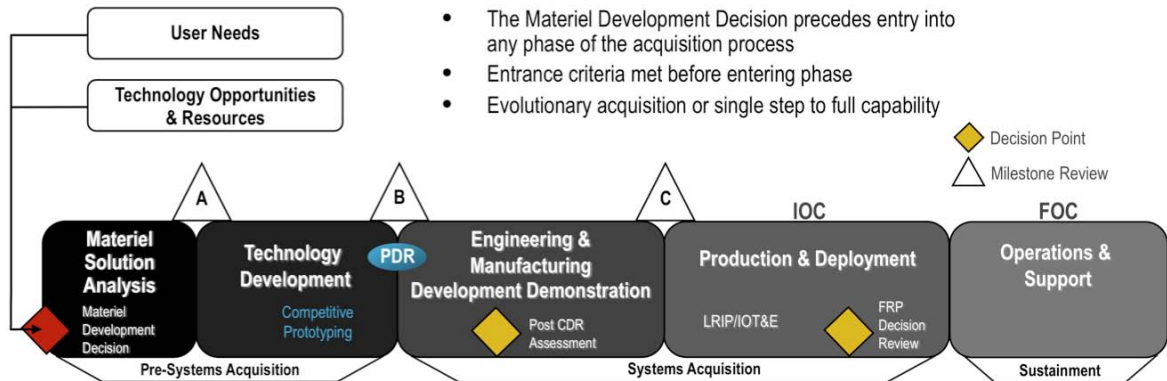 User Needs
Technology Opportunities
& Resources
• The Materiel Development Decision precedes entry into
any phase of the acquisition process
• Entrance criteria met before entering phase
• Evolutionary acquisition or single step to full capability
Decision Point
Milestone Review
A
B
C
IOC
FOC
Materiel
Solution
Analysis
Materiel
Development
Decision
Technology
Development
Competitive
Prototyping
PDR
Engineering &
Manufacturing
Development Demonstration
Post CDR
Assessment
Production & Deployment
LRIP/IOT&E
FRP
Decision
Review
Operations &
Support
Pre-Systems Acquisition
Systems Acquisition
Sustainment